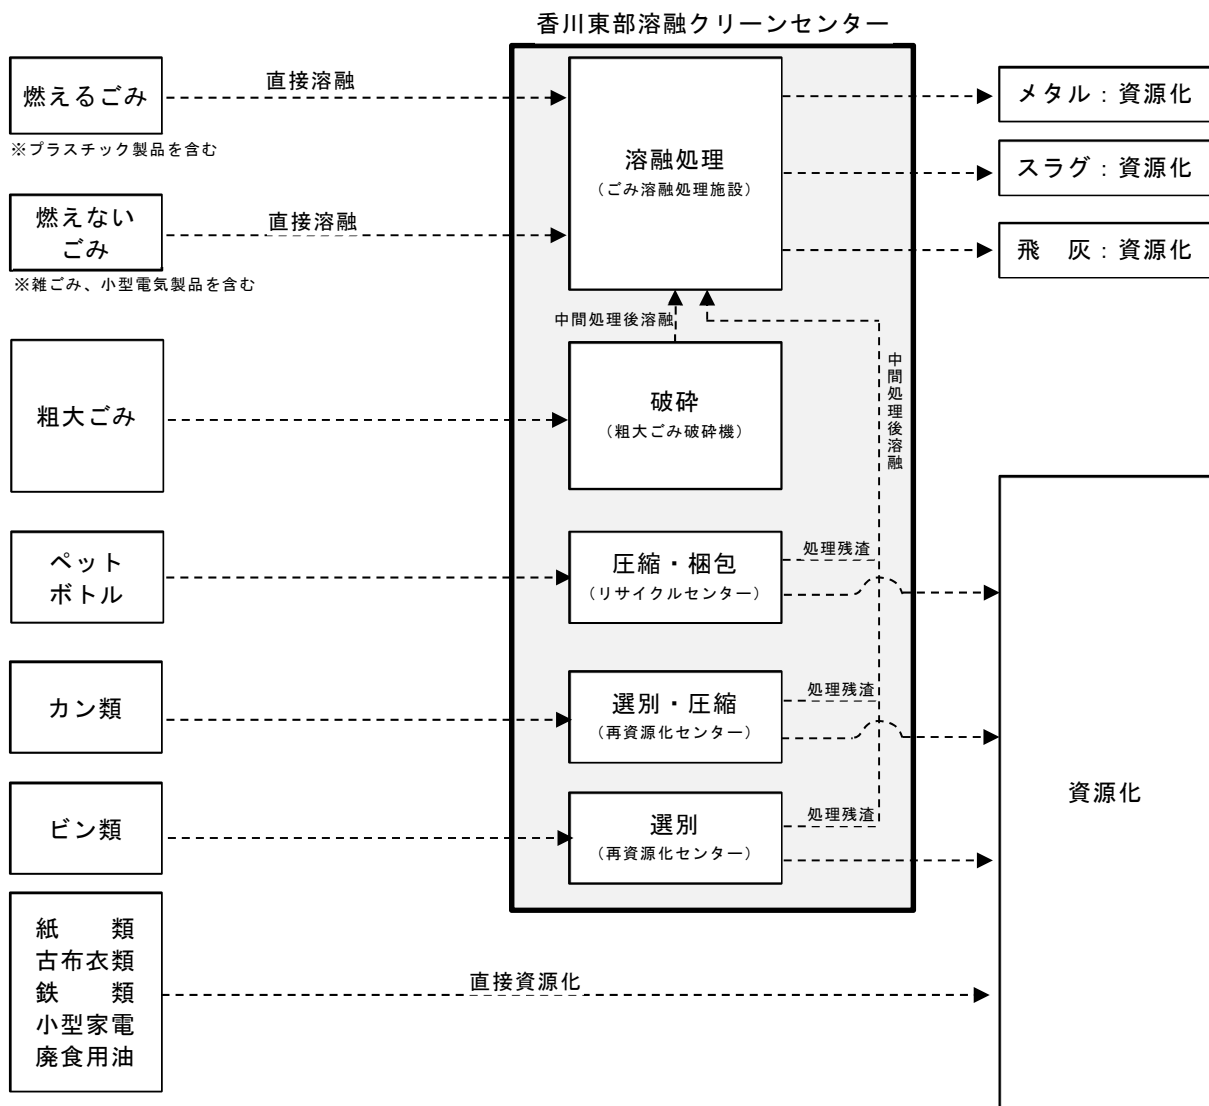 香川東部溶融クリーンセンター
燃えるごみ
※プラスチック製品を含む
直接溶融
燃えない
ごみ
※雑ごみ、小型電気製品を含む
直接溶融
溶融処理
（ごみ溶融処理施設）
メタル：資源化
スラグ：資源化
飛　灰：資源化
中間処理後溶融
中間処理後溶融
粗大ごみ
破砕
（粗大ごみ破砕機）
ペット
ボトル
圧縮・梱包
（リサイクルセンター）
処理残渣
カン類
選別・圧縮
（再資源化センター）
処理残渣
ビン類
選別
（再資源化センター）
処理残渣
資源化
紙　　類
古布衣類
鉄　　類
小型家電
廃食用油
直接資源化